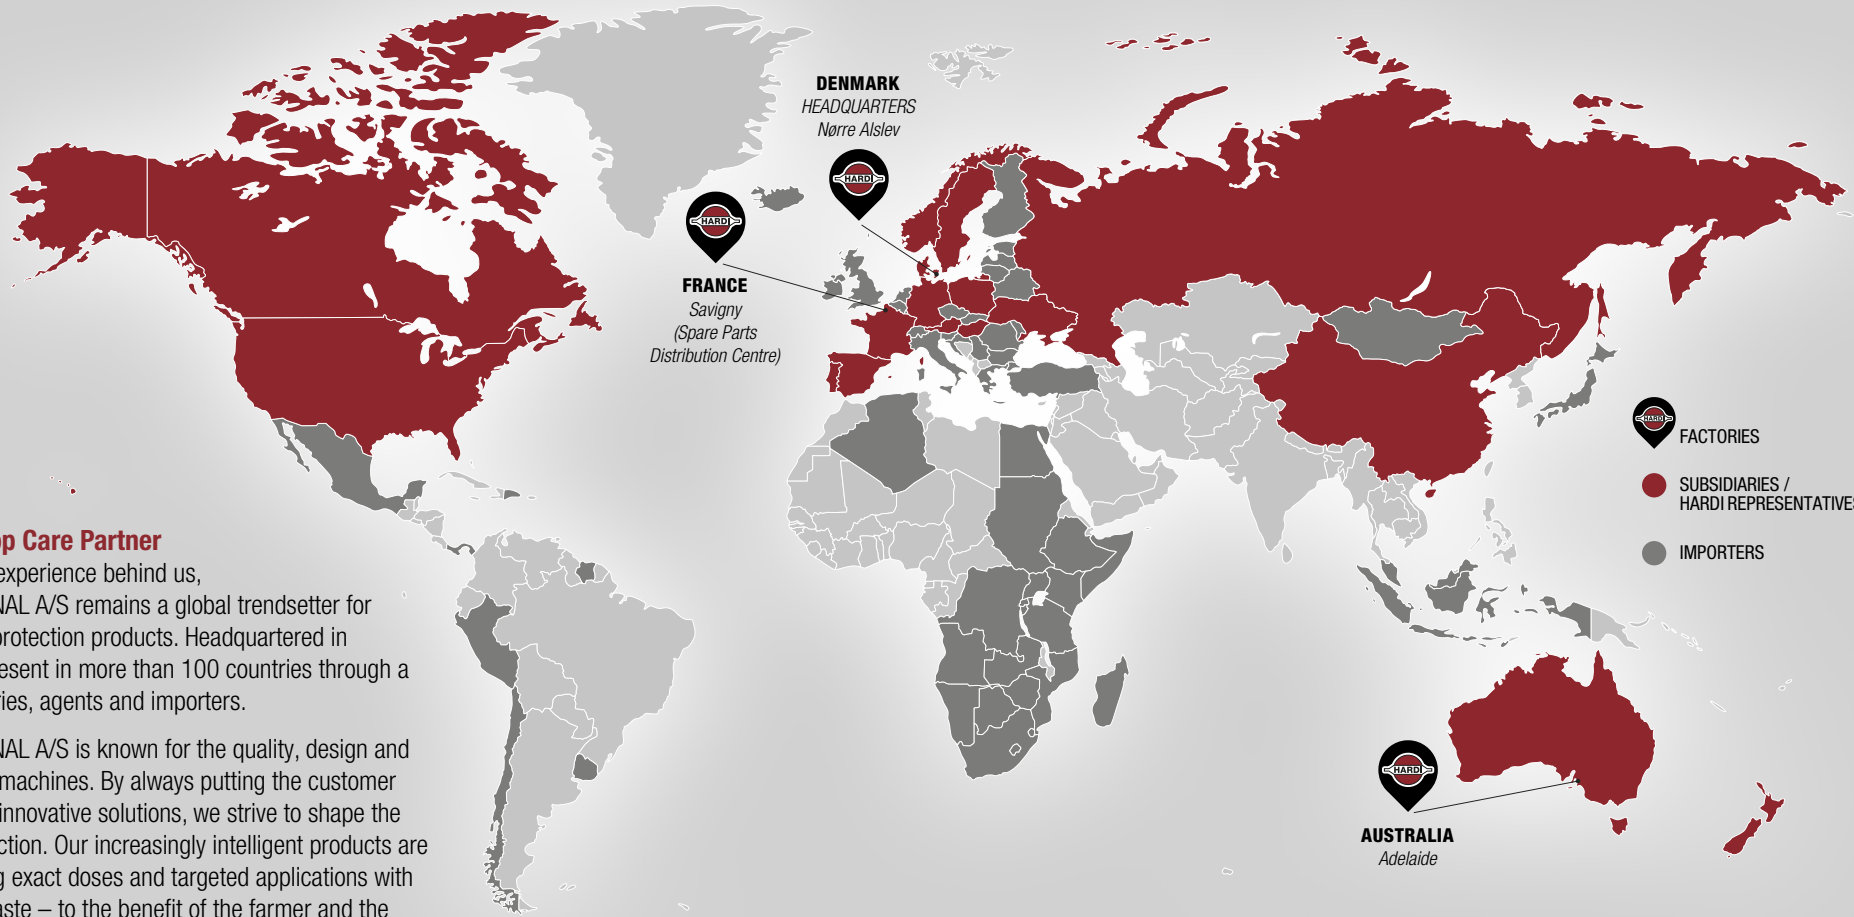 DENMARK
HEADQUARTERS
Nørre Alslev
HARDI
HARDI
FRANCE
Savigny
(Spare Parts
Distribution Centre)
HARDI
FACTORIES
SUBSIDIARIES /
HARDI REPRESENTATIVES
IMPORTERS
HARDI
AUSTRALIA
Adelaide
op Care Partner
experience behind us,
NAL A/S remains a global trendsetter for
protection products. Headquartered in
esent in more than 100 countries through a
ries, agents and importers.
NAL A/S is known for the quality, design and
machines. By always putting the customer
innovative solutions, we strive to shape the
ction. Our increasingly intelligent products are
g exact doses and targeted applications with
aste – to the benefit of the farmer and the